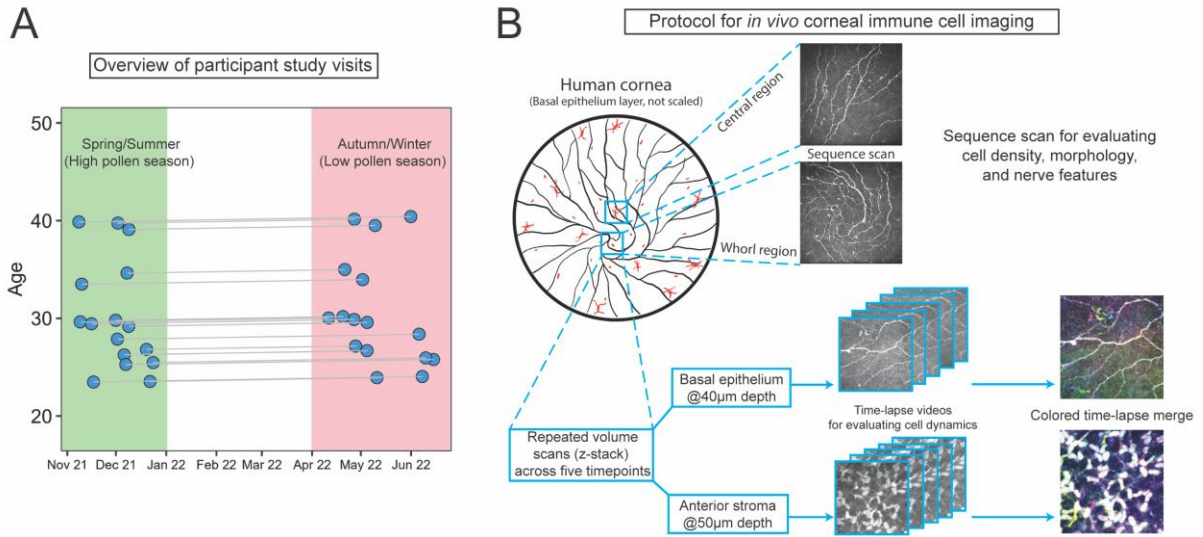 A
Overview of participant study visits
Spring/Summer
(High pollen season)
Autumn/Winter
(Low pollen season)
Age
50
40
30
20
Nov 21 Dec 21 Jan 22 Feb 22 Mar 22 Apr 22 May 22 Jun 22
B
Protocol for in vivo corneal immune cell imaging
Human cornea
(Basal epithelium layer, not scaled)
Central region
Sequence scan
Whorl region
Sequence scan for evaluating
cell density, morphology,
and nerve features
Repeated volume
scans (z-stack)
across five timepoints
Basal epithelium
@40µm depth
Anterior stroma
@50µm depth
Time-lapse videos
for evaluating cell dynamics
Colored time-lapse merge